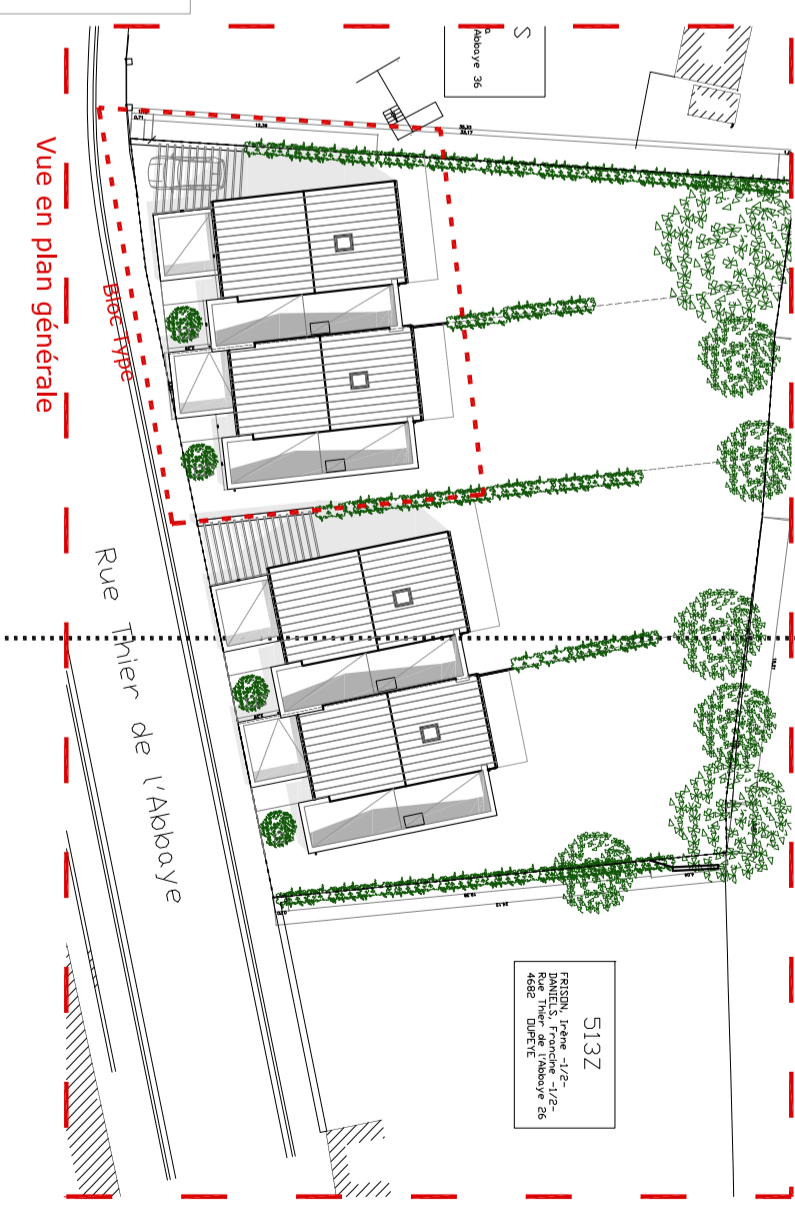 Vue en plan générale
Bloc Type
Rue Thier de l'Abbaye
Abbaye 36
513Z
FRISON, Irène -1/2-
DANIELS, Francine -1/2-
Rue Thier de l'Abbaye 26
4682 OUPEYE